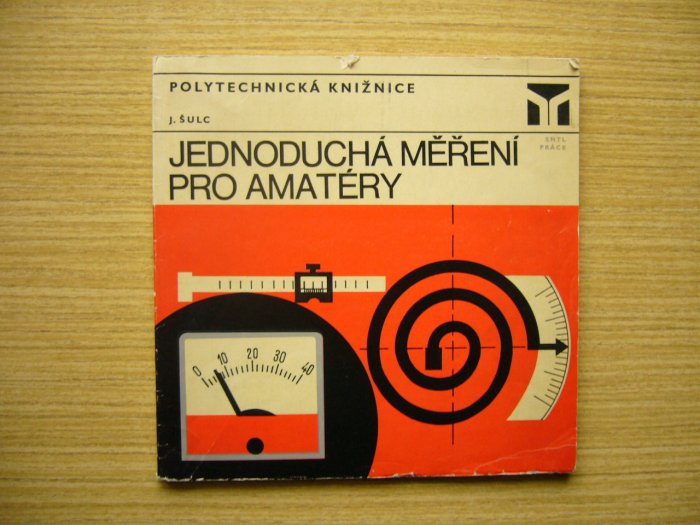 POLYTECHNICKÁ KNIŽNICE
J. ŠULC
SNTL
PRÁCE
JEDNODUCHÁ MĚŘENÍ
PRO AMATÉRY
0 10 20 30 40